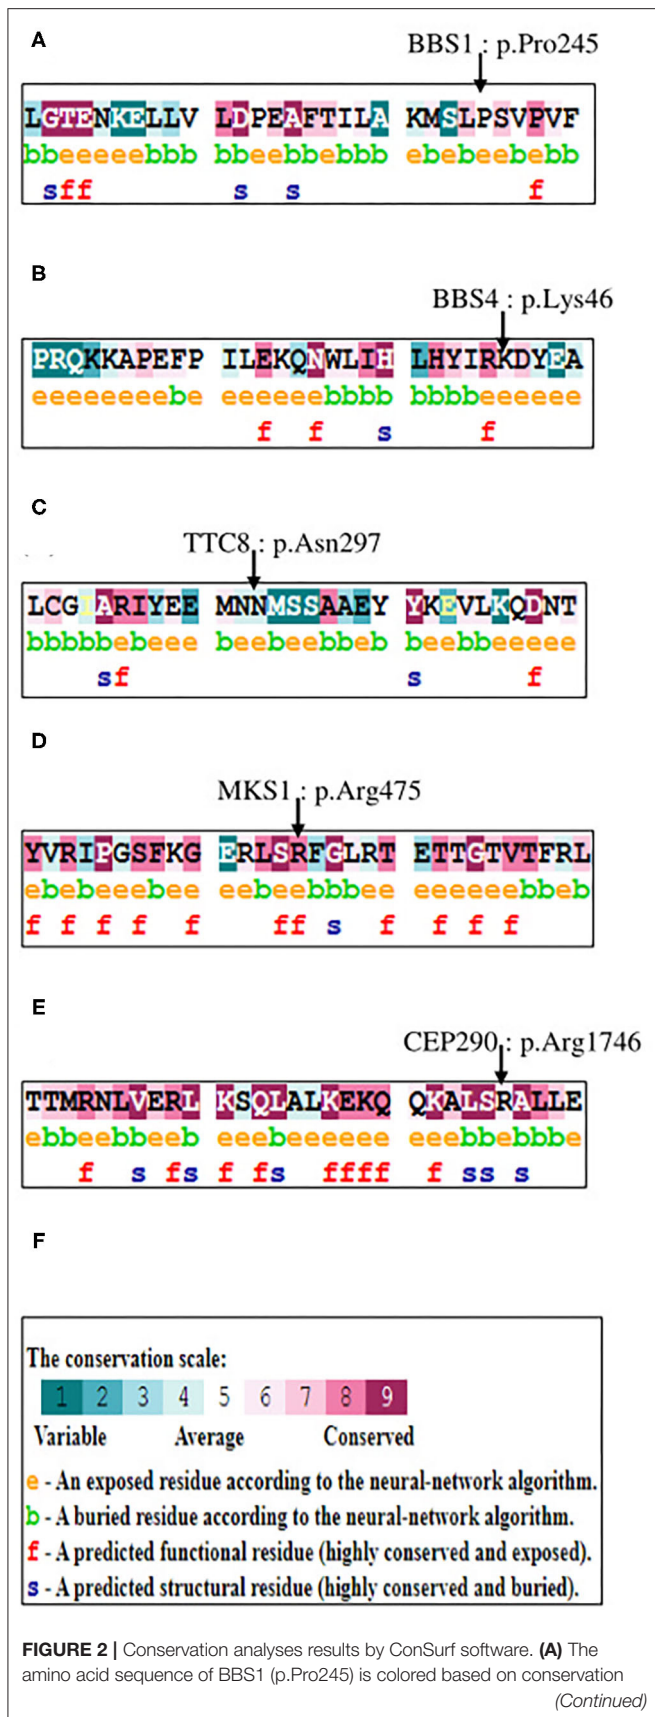 A
BBS1 : p.Pro245
LGTENKELLV LDPEAFTILA KMSLPSVPVF
bbeeeeebbb bbeebbebbb ebebeebebb
sff s s f
B
BBS4 : p.Lys46
PRQKKAPEFP ILEKQNWLIH LHYIRKDYEA
eeeeeeeebe eeeeeebbbb bbbbeeeeee
f f s f
C
TTC8 : p.Asn297
LCGIARIYEE MNNMSSAAEY YKEVLKQDNT
bbbbbebeee beebeebbeb beebbeeeee
sf s f
D
MKS1 : p.Arg475
YVRIPGSFKG ERLSRFGLRT ETTGTVTFRL
ebebeeebee eebeebbbee eeeeeebbeb
f f f f f ff s f f f f
E
CEP290 : p.Arg1746
TTMRNLVERL KSQLALKEKQ QKALSRALLE
ebbeebbeeb eeebeeeeee eeebbebbbe
f s fs f fs ffff f ss s
F
The conservation scale:
1 2 3 4 5 6 7 8 9
Variable Average Conserved
e - An exposed residue according to the neural-network algorithm.
b - A buried residue according to the neural-network algorithm.
f - A predicted functional residue (highly conserved and exposed).
s - A predicted structural residue (highly conserved and buried).
FIGURE 2 | Conservation analyses results by ConSurf software. (A) The
amino acid sequence of BBS1 (p.Pro245) is colored based on conservation
(Continued)